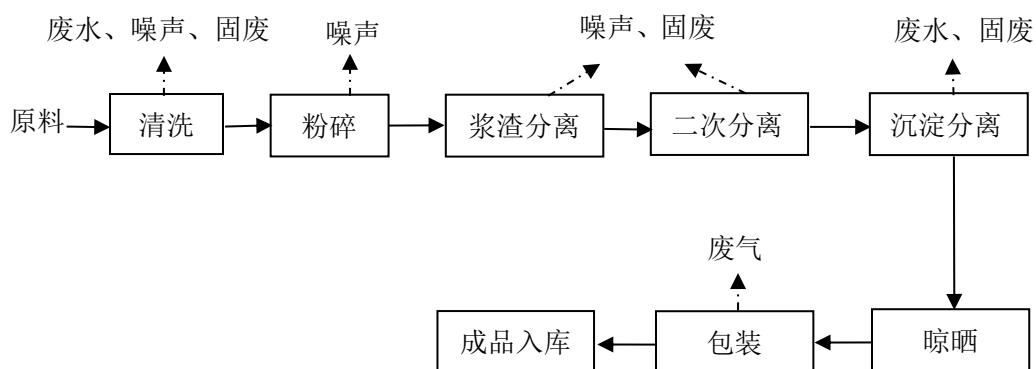 废水、噪声、固废
噪声
噪声、固废
废水、固废
原料
清洗
粉碎
浆渣分离
二次分离
沉淀分离
废气
成品入库
包装
晾晒